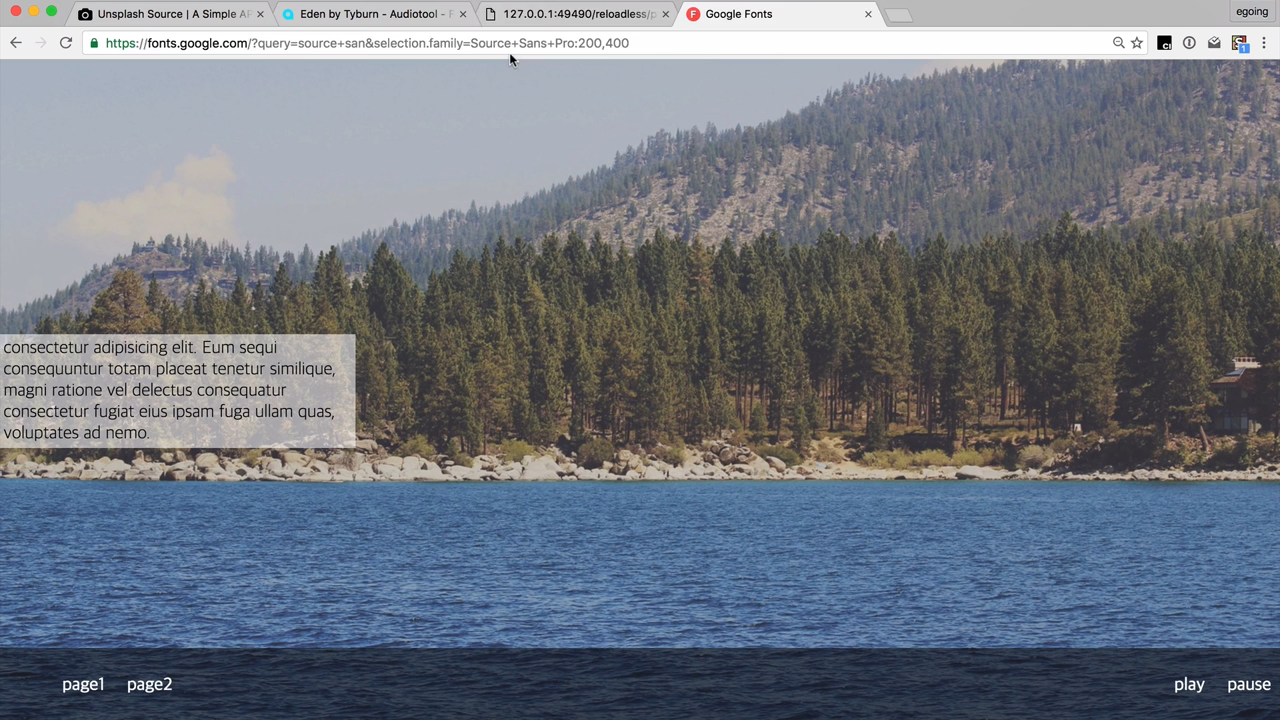 Unsplash Source | A Simple AP
Eden by Tyburn - Audiotool - F
127.0.0.1:49490/reloadless/p
Google Fonts
egoing
https://fonts.google.com/?query=source+san&selection.family=Source+Sans+Pro:200,400
consectetur adipisicing elit. Eum sequi
consequuntur totam placeat tenetur similique,
magni ratione vel delectus consequatur
consectetur fugiat eius ipsam fuga ullam quas,
voluptates ad nemo.
page1 page2 play pause